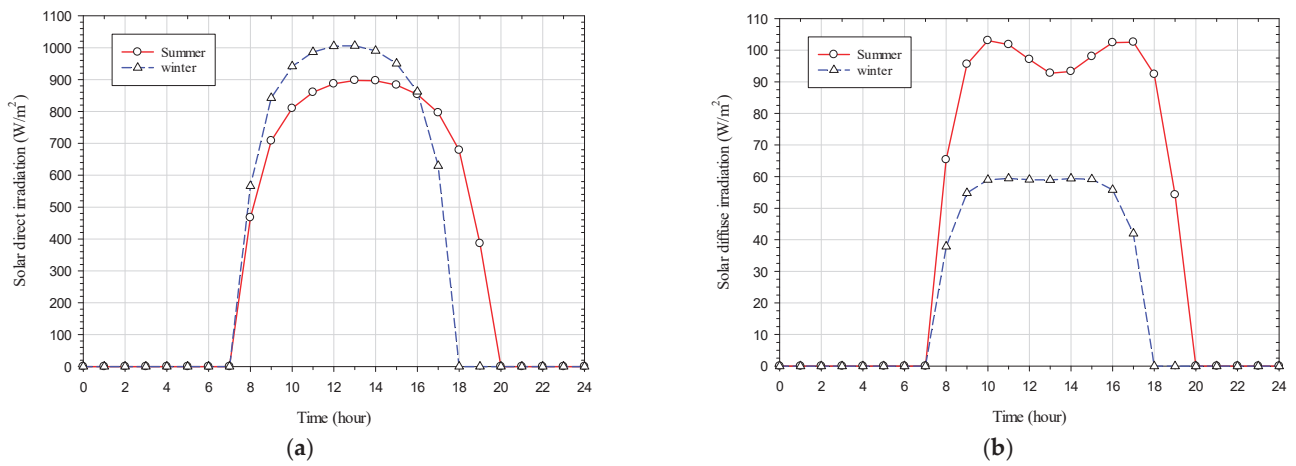 1100
1000
900
800
700
600
500
400
300
200
100
0
Solar direct irradiation (W/m²)
Summer
winter
0 2 4 6 8 10 12 14 16 18 20 22 24
Time (hour)
(a)
110
100
90
80
70
60
50
40
30
20
10
0
Solar diffuse irradiation (W/m²)
Summer
winter
0 2 4 6 8 10 12 14 16 18 20 22 24
Time (hour)
(b)